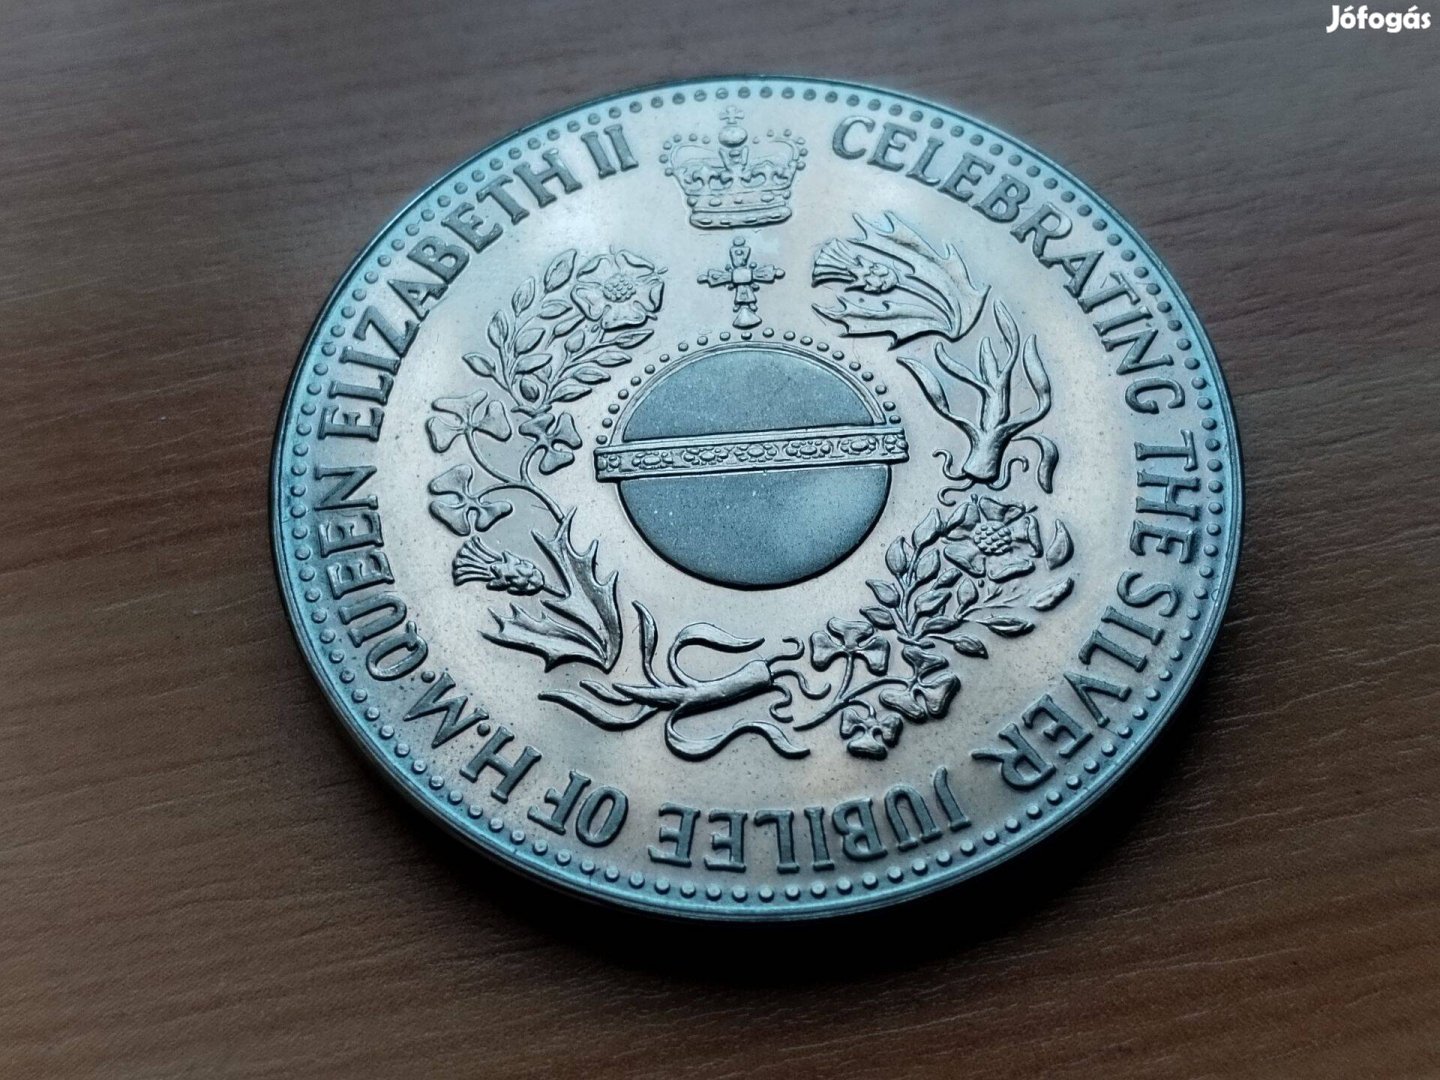 Jófogás
CELEBRATING THE SILVER JUBILEE OF H.M. QUEEN ELIZABETH II